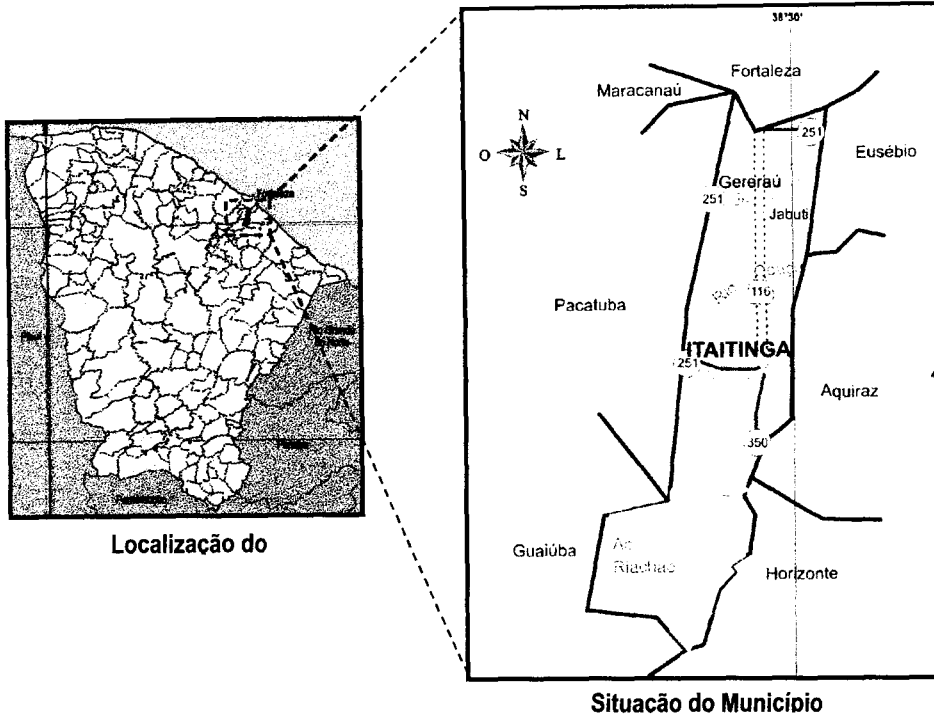 38°30'
Fortaleza
Maracanaú
N
O L
S
251
Eusébio
Gereraú
251
Jabuti
Pacatuba
116
ITAITINGA
251
Aquiraz
350
Guaiúba
Riachão
Horizonte
Localização do
Situação do Município